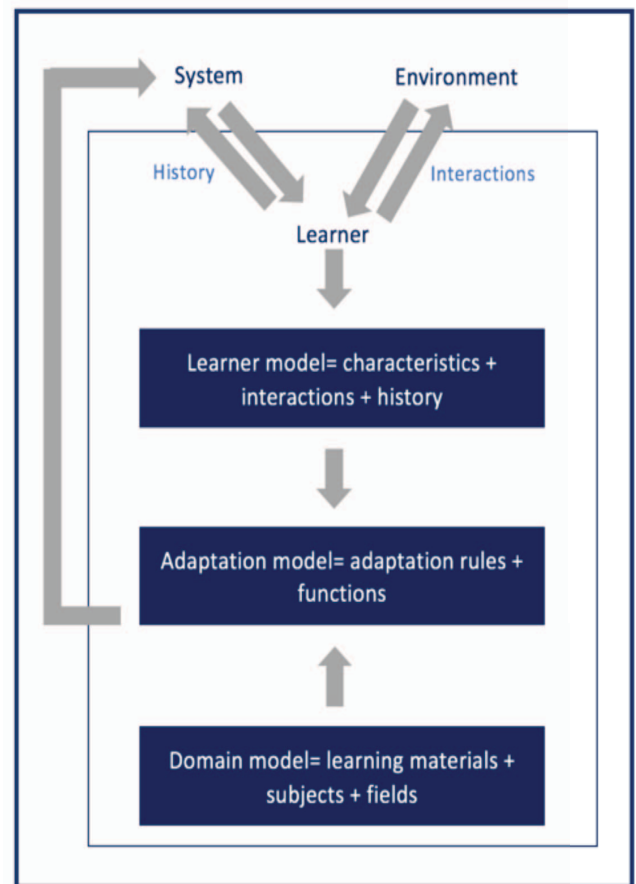 System
Environment
History
Interactions
Learner
Learner model= characteristics +
interactions + history
Adaptation model= adaptation rules +
functions
Domain model= learning materials +
subjects + fields